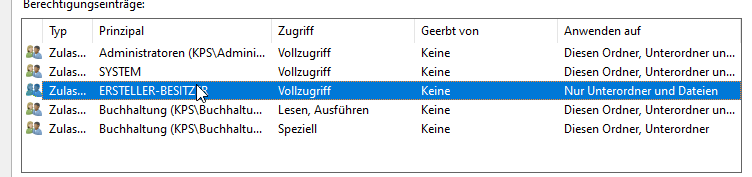 Berechtigungseinträge:
Typ Prinzipal Zugriff Geerbt von Anwenden auf
Zulas... Administratoren (KPS\Admini... Vollzugriff Keine Diesen Ordner, Unterordner un...
Zulas... SYSTEM Vollzugriff Keine Diesen Ordner, Unterordner un...
Zulas... ERSTELLER-BESITZER Vollzugriff Keine Nur Unterordner und Dateien
Zulas... Buchhaltung (KPS\Buchhaltu... Lesen, Ausführen Keine Diesen Ordner, Unterordner un...
Zulas... Buchhaltung (KPS\Buchhaltu... Speziell Keine Diesen Ordner, Unterordner